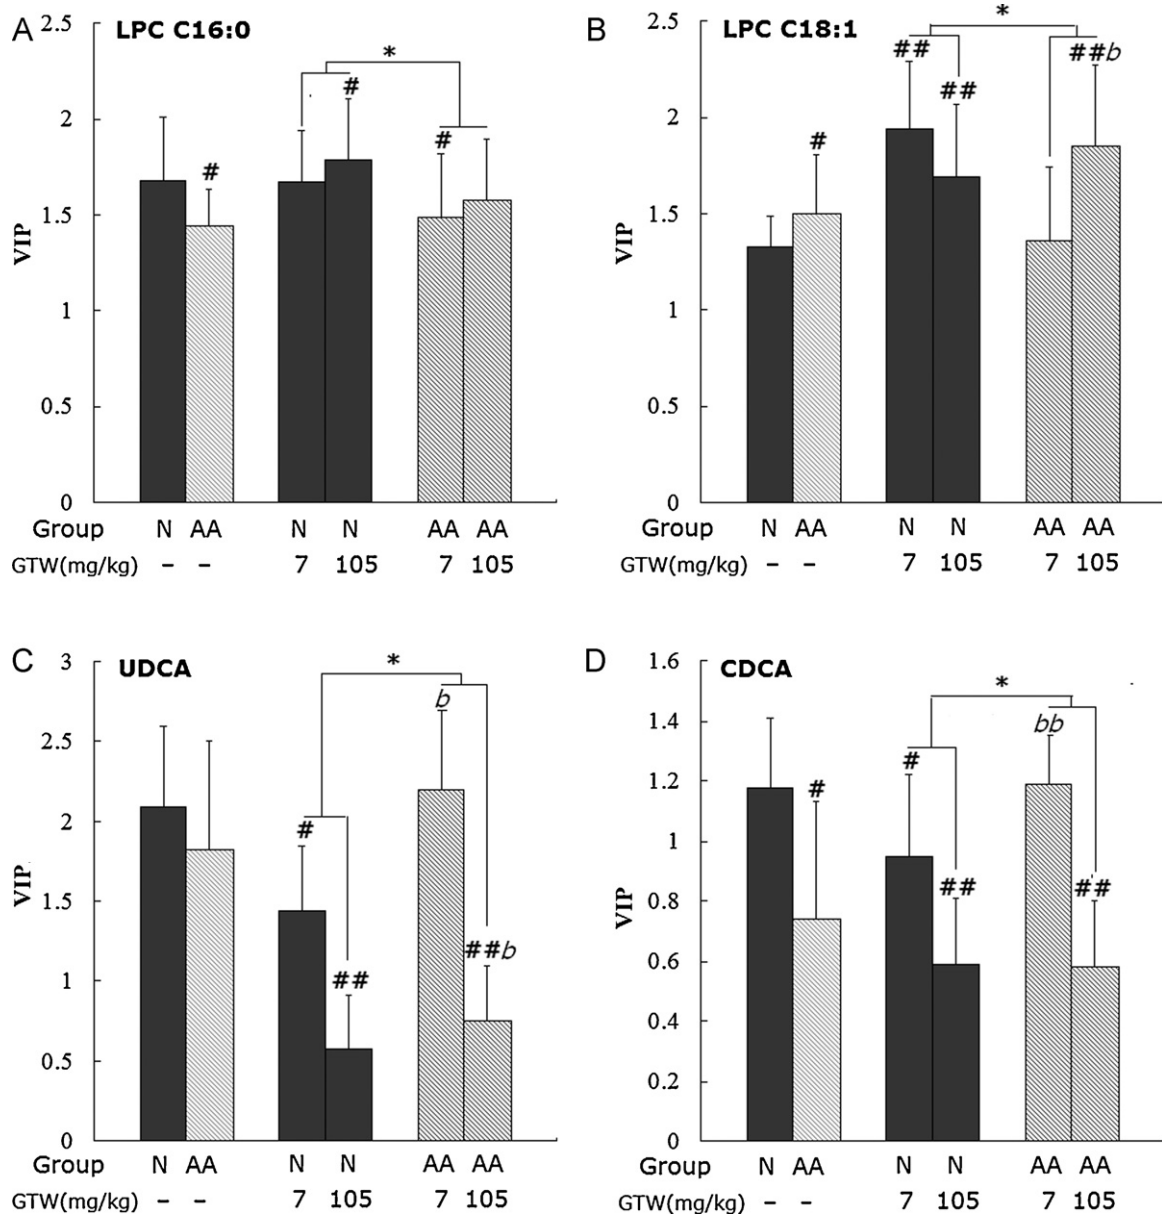 A
LPC C16:0
VIP
2.5
2
1.5
1
0.5
0
*
#
#
#
Group N AA N N AA AA
GTW(mg/kg) – – 7 105 7 105
B
LPC C18:1
VIP
2.5
2
1.5
1
0.5
0
*
## ##b
##
#
Group N AA N N AA AA
GTW(mg/kg) – – 7 105 7 105
C
UDCA
VIP
3
2.5
2
1.5
1
0.5
0
*
b
#
##b
##
Group N AA N N AA AA
GTW(mg/kg) – – 7 105 7 105
D
CDCA
VIP
1.6
1.4
1.2
1
0.8
0.6
0.4
0.2
0
*
bb
#
#
## ##
Group N AA N N AA AA
GTW(mg/kg) – – 7 105 7 105